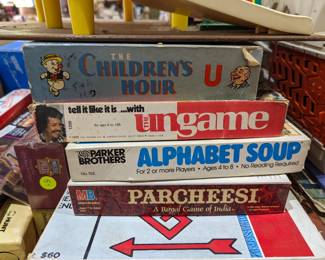 THE
CHILDREN'S
HOUR
U
tell it like it is ...with
the
ungame
PARKER
BROTHERS
ALPHABET SOUP
For 2 or more Players • Ages 4 to 8 • No Reading Required
MB
PARCHEESI
A Royal Game of India
$60